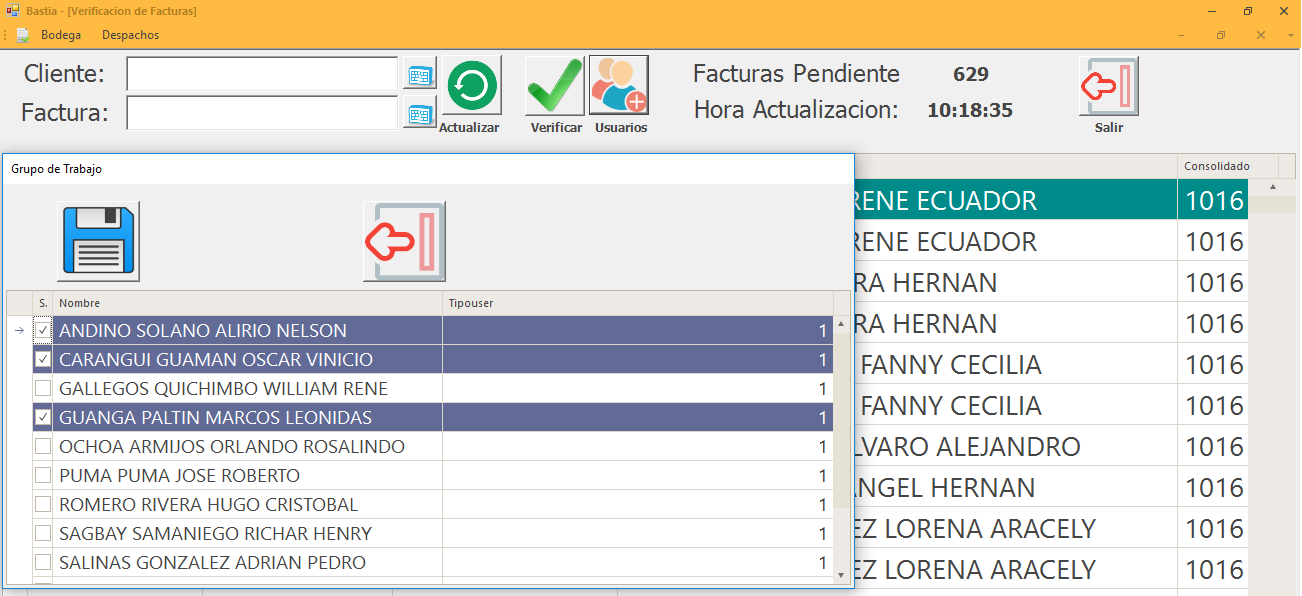 Bastia - [Verificacion de Facturas]
Bodega Despachos
Cliente:
Factura:
Actualizar
Verificar
Usuarios
Facturas Pendiente 629
Hora Actualizacion: 10:18:35
Salir
Grupo de Trabajo
S. Nombre Tipouser
ANDINO SOLANO ALIRIO NELSON 1
CARANGUI GUAMAN OSCAR VINICIO 1
GALLEGOS QUICHIMBO WILLIAM RENE 1
GUANGA PALTIN MARCOS LEONIDAS 1
OCHOA ARMIJOS ORLANDO ROSALINDO 1
PUMA PUMA JOSE ROBERTO 1
ROMERO RIVERA HUGO CRISTOBAL 1
SAGBAY SAMANIEGO RICHAR HENRY 1
SALINAS GONZALEZ ADRIAN PEDRO 1
Consolidado
RENE ECUADOR 1016
RENE ECUADOR 1016
RA HERNAN 1016
RA HERNAN 1016
FANNY CECILIA 1016
FANNY CECILIA 1016
LVARO ALEJANDRO 1016
NGEL HERNAN 1016
EZ LORENA ARACELY 1016
EZ LORENA ARACELY 1016